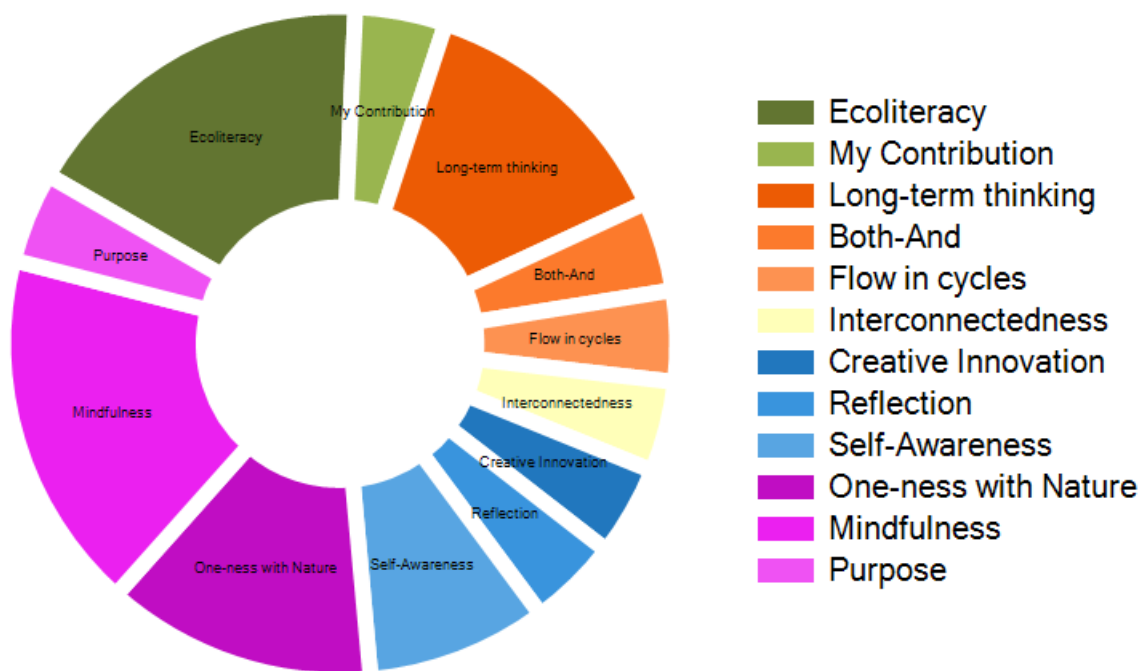 Ecoliteracy
My Contribution
Long-term thinking
Both-And
Flow in cycles
Interconnectedness
Creative Innovation
Reflection
Self-Awareness
One-ness with Nature
Mindfulness
Purpose
Ecoliteracy
My Contribution
Long-term thinking
Both-And
Flow in cycles
Interconnectedness
Creative Innovation
Reflection
Self-Awareness
One-ness with Nature
Mindfulness
Purpose